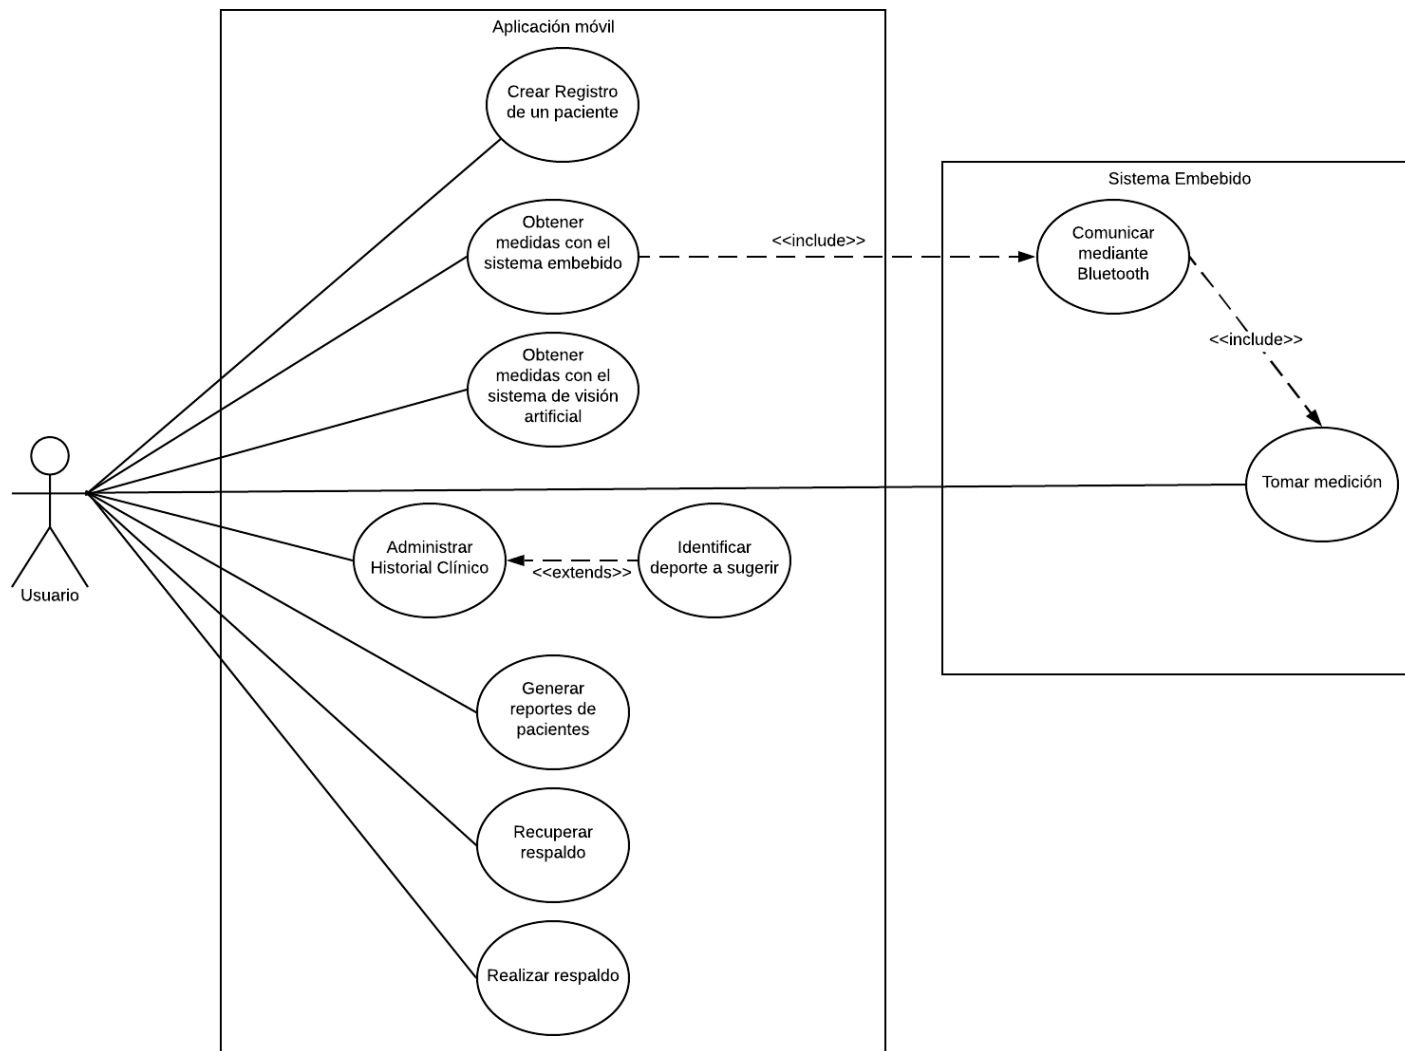 Aplicación móvil
Crear Registro
de un paciente
Sistema Embebido
Obtener
medidas con el
sistema embebido
<<include>>
Comunicar
mediante
Bluetooth
<<include>>
Obtener
medidas con el
sistema de visión
artificial
Tomar medición
Administrar
Historial Clínico
<<extends>>
Identificar
deporte a sugerir
Usuario
Generar
reportes de
pacientes
Recuperar
respaldo
Realizar respaldo